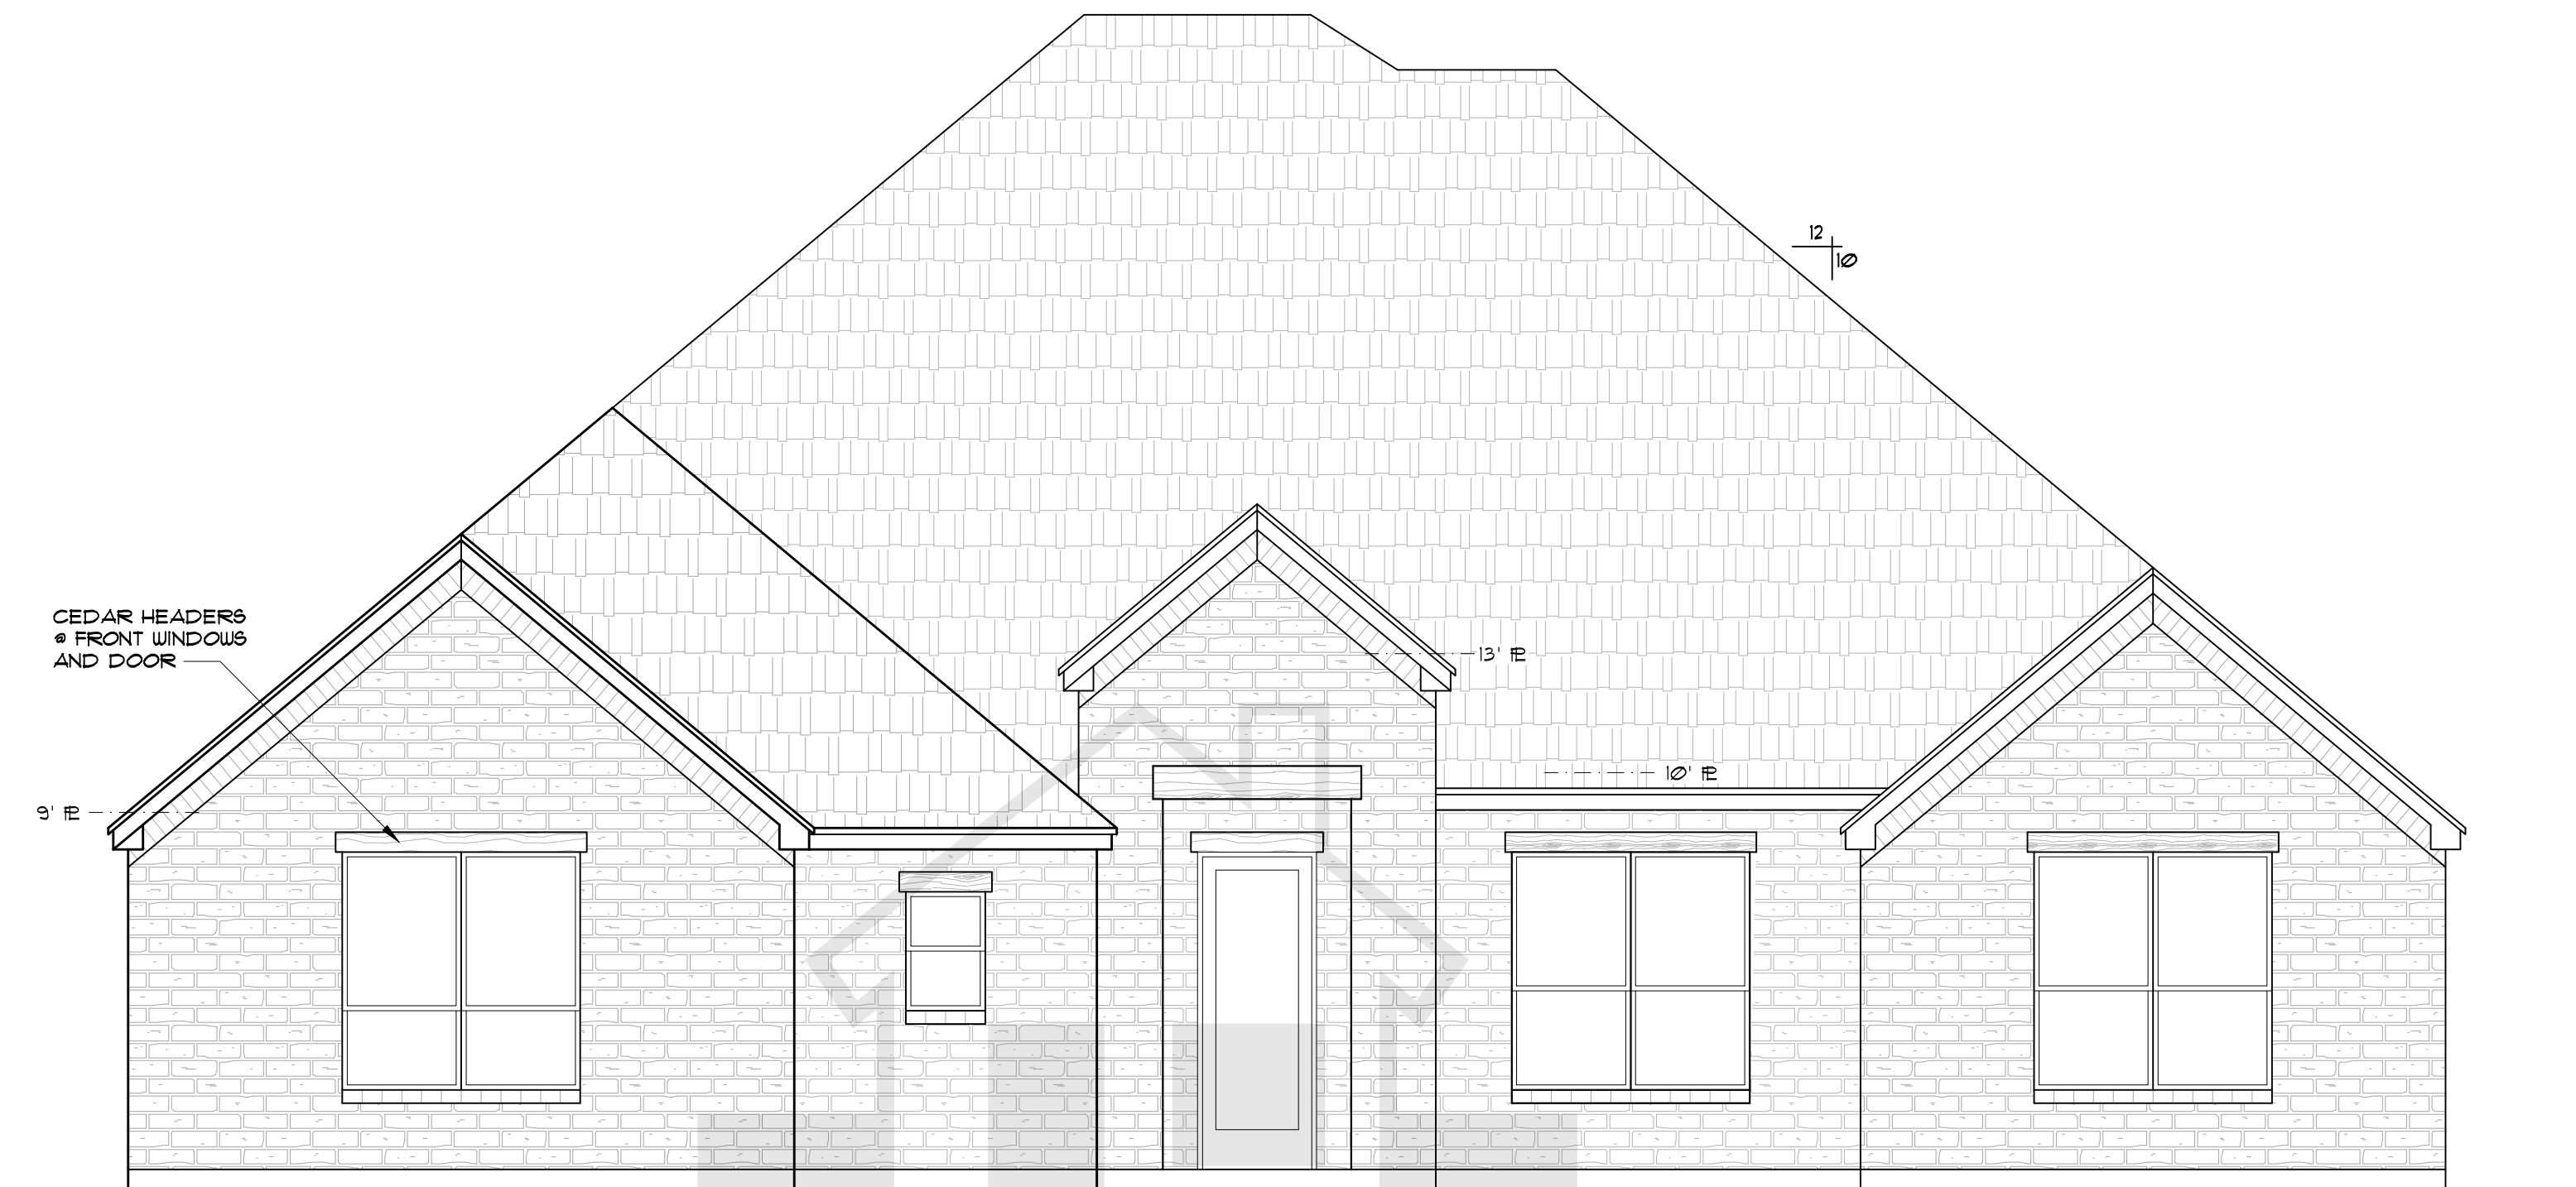 12
10
CEDAR HEADERS
@ FRONT WINDOWS
AND DOOR
13' PL
10' PL
9' PL